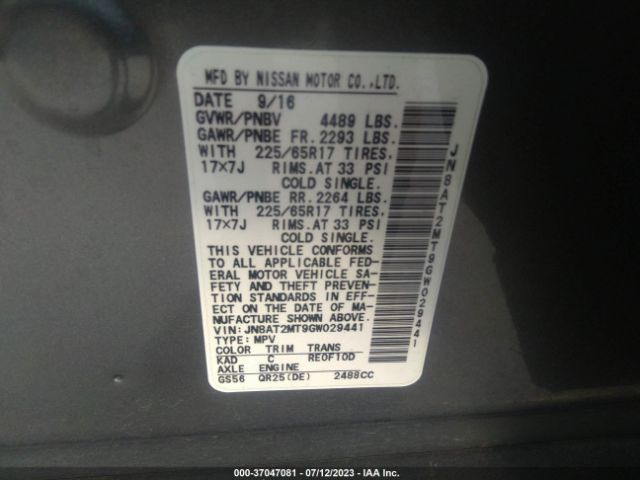 MFD BY NISSAN MOTOR CO.,LTD.
DATE 9/16
GVWR/PNBV 4489 LBS.
GAWR/PNBE FR. 2293 LBS.
WITH 225/65R17 TIRES.
17×7J RIMS. AT 33 PSI
COLD SINGLE.
GAWR/PNBE RR. 2264 LBS.
WITH 225/65R17 TIRES.
17×7J RIMS. AT 33 PSI
COLD SINGLE.
THIS VEHICLE CONFORMS
TO ALL APPLICABLE FED-
ERAL MOTOR VEHICLE SA-
FETY AND THEFT PREVEN-
TION STANDARDS IN EFF-
ECT ON THE DATE OF MA-
NUFACTURE SHOWN ABOVE.
VIN: JN8AT2MT9GW029441
TYPE: MPV
COLOR TRIM TRANS
KAD C RE0F10D
AXLE ENGINE
GS56 QR25(DE) 2488CC
JN8AT2MT9GW029441
000-37047081 - 07/12/2023 - IAA Inc.